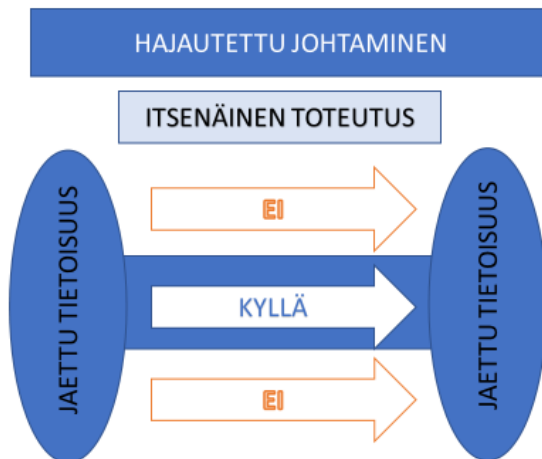 HAJAUTETTU JOHTAMINEN
ITSENÄINEN TOTEUTUS
JAETTU TIETOISUUS
EI
KYLLÄ
EI
JAETTU TIETOISUUS